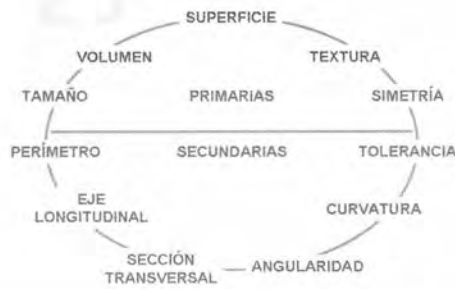 SUPERFICIE
VOLUMEN
TEXTURA
TAMAÑO
PRIMARIAS
SIMETRÍA
PERÍMETRO
SECUNDARIAS
TOLERANCIA
EJE
LONGITUDINAL
CURVATURA
SECCIÓN
TRANSVERSAL
ANGULARIDAD